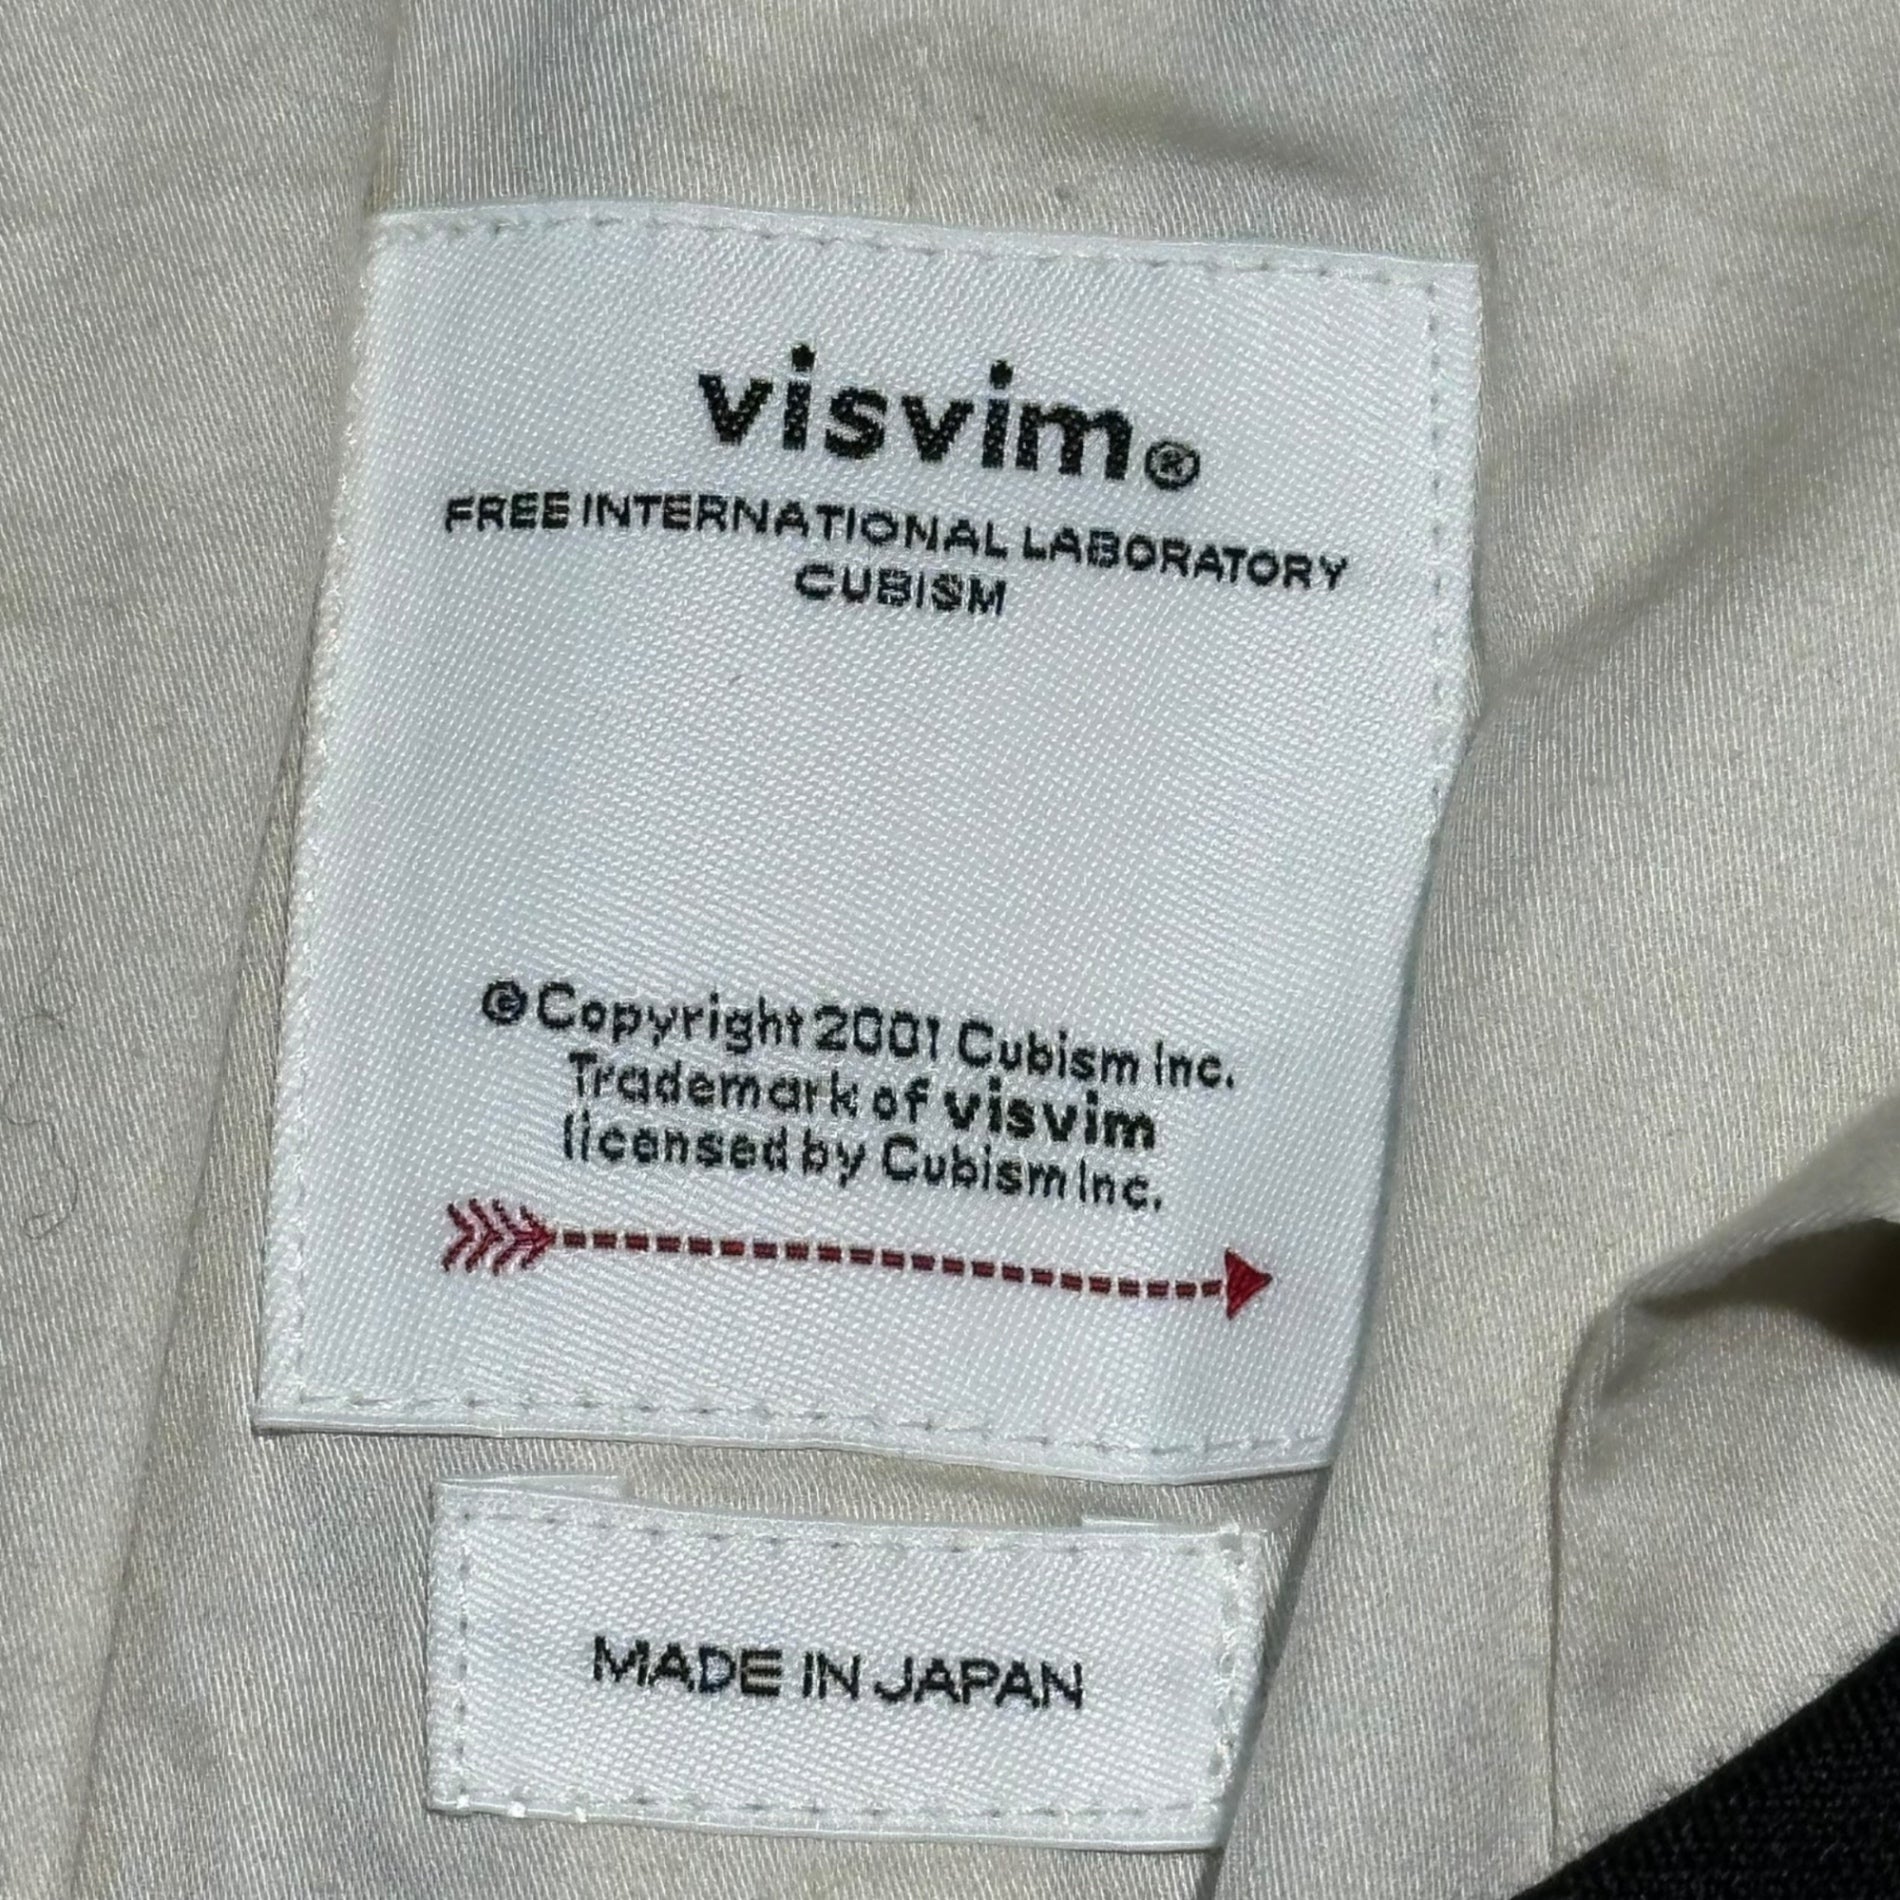 visvim®
FREE INTERNATIONAL LABORATORY
CUBISM
©Copyright 2001 Cubism Inc.
Trademark of visvim
licensed by Cubism Inc.
MADE IN JAPAN